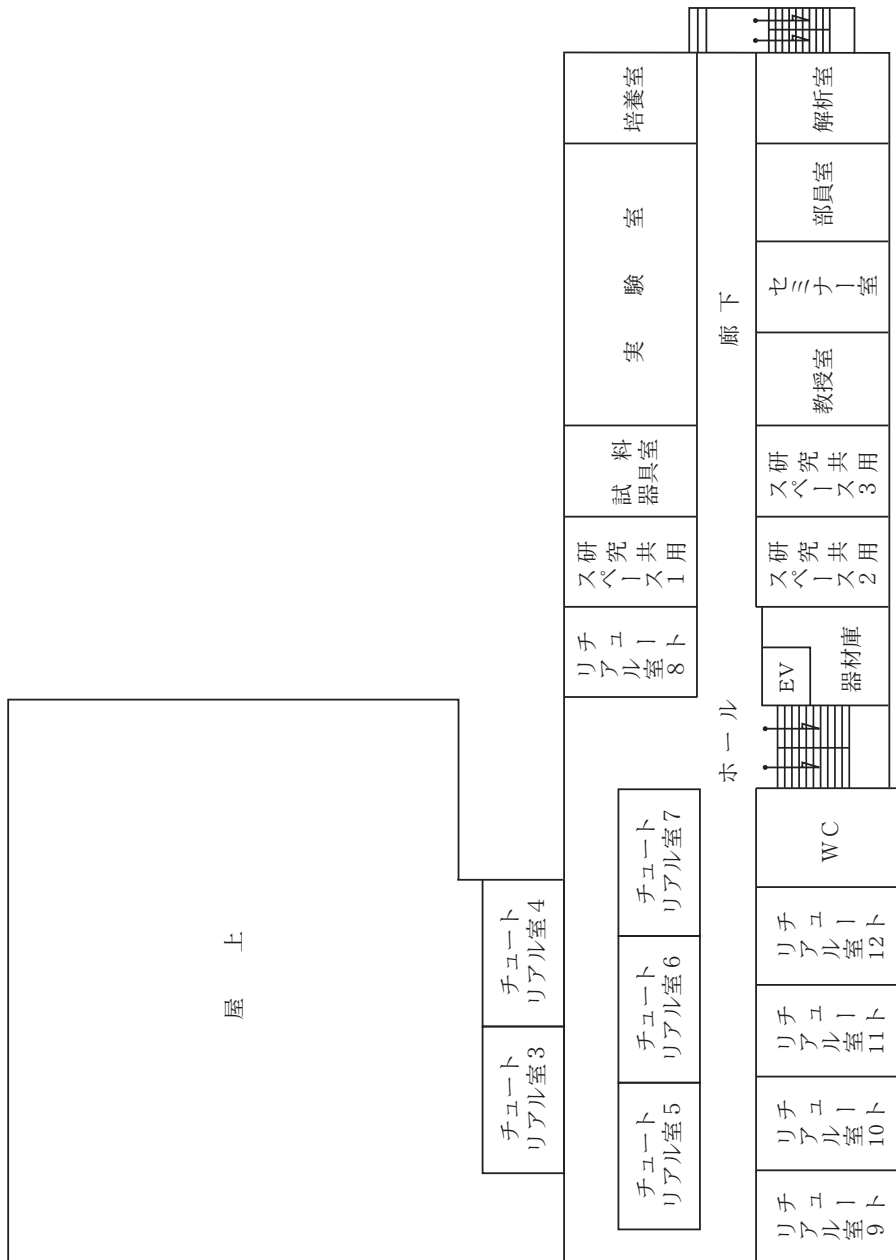 屋上
チュート
リアル室3
チュート
リアル室4
チュート
リアル室8
研究共用
スペース1
試料
器具室
実験室
培養室
チュート
リアル室5
チュート
リアル室6
チュート
リアル室7
ホール
廊下
チュート
リアル室9
チュート
リアル室10
チュート
リアル室11
チュート
リアル室12
WC
EV
器材庫
研究共用
スペース2
研究共用
スペース3
教授室
セミナー室
部員室
解析室